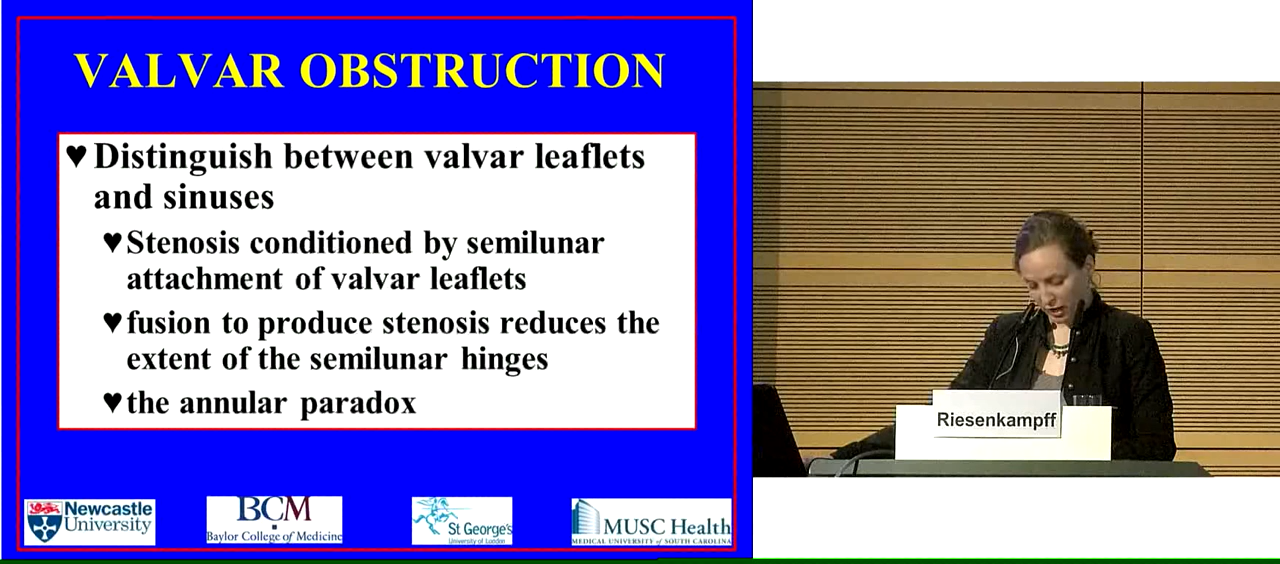 VALVAR OBSTRUCTION
♥ Distinguish between valvar leaflets
and sinuses
♥Stenosis conditioned by semilunar
attachment of valvar leaflets
♥fusion to produce stenosis reduces the
extent of the semilunar hinges
♥the annular paradox
Newcastle
University
BCM
Baylor College of Medicine
St George's
University of London
MUSC Health
MEDICAL UNIVERSITY of SOUTH CAROLINA
Riesenkampff